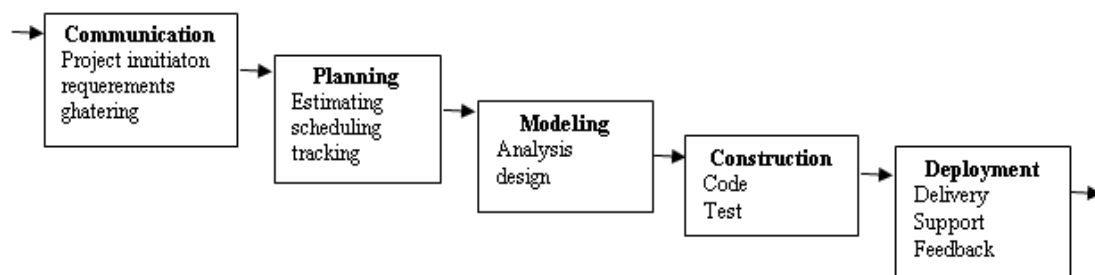 Communication
Project innitiaton
requerements
ghatering
Planning
Estimating
scheduling
tracking
Modeling
Analysis
design
Construction
Code
Test
Deployment
Delivery
Support
Feedback